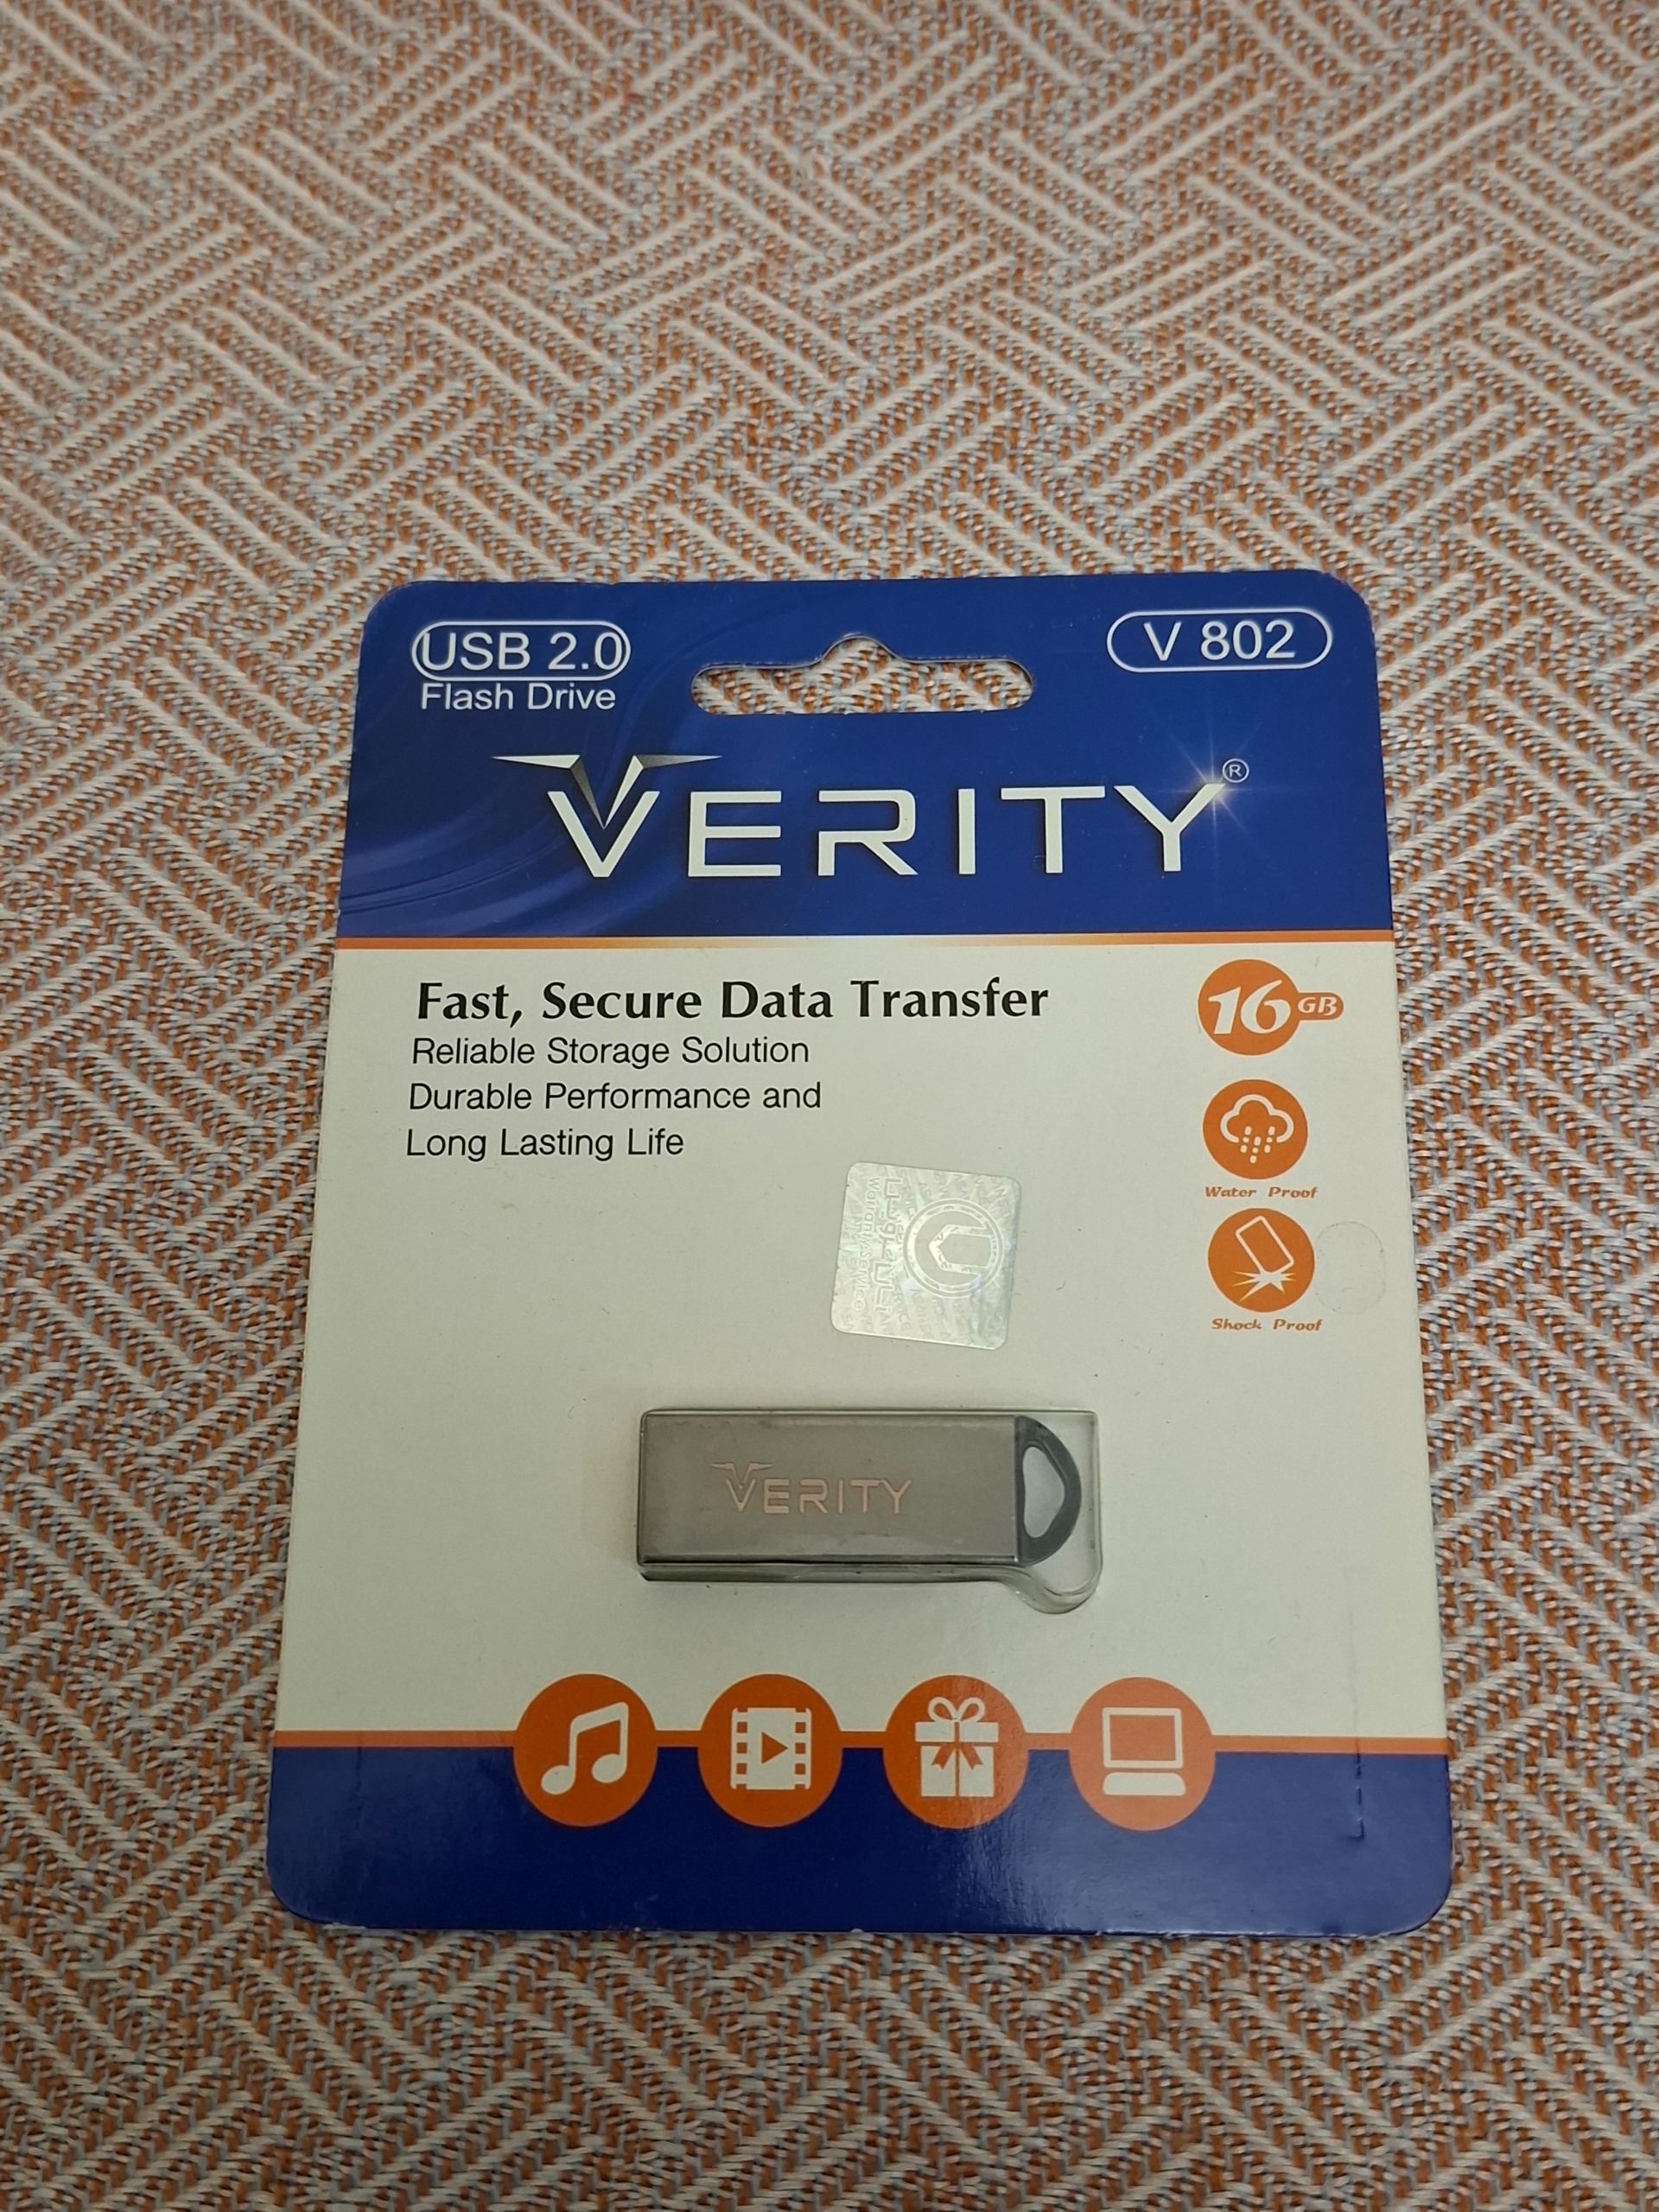 USB 2.0
Flash Drive
V 802
VERITY®
Fast, Secure Data Transfer
Reliable Storage Solution
Durable Performance and
Long Lasting Life
16 GB
Water Proof
Shock Proof
VERITY